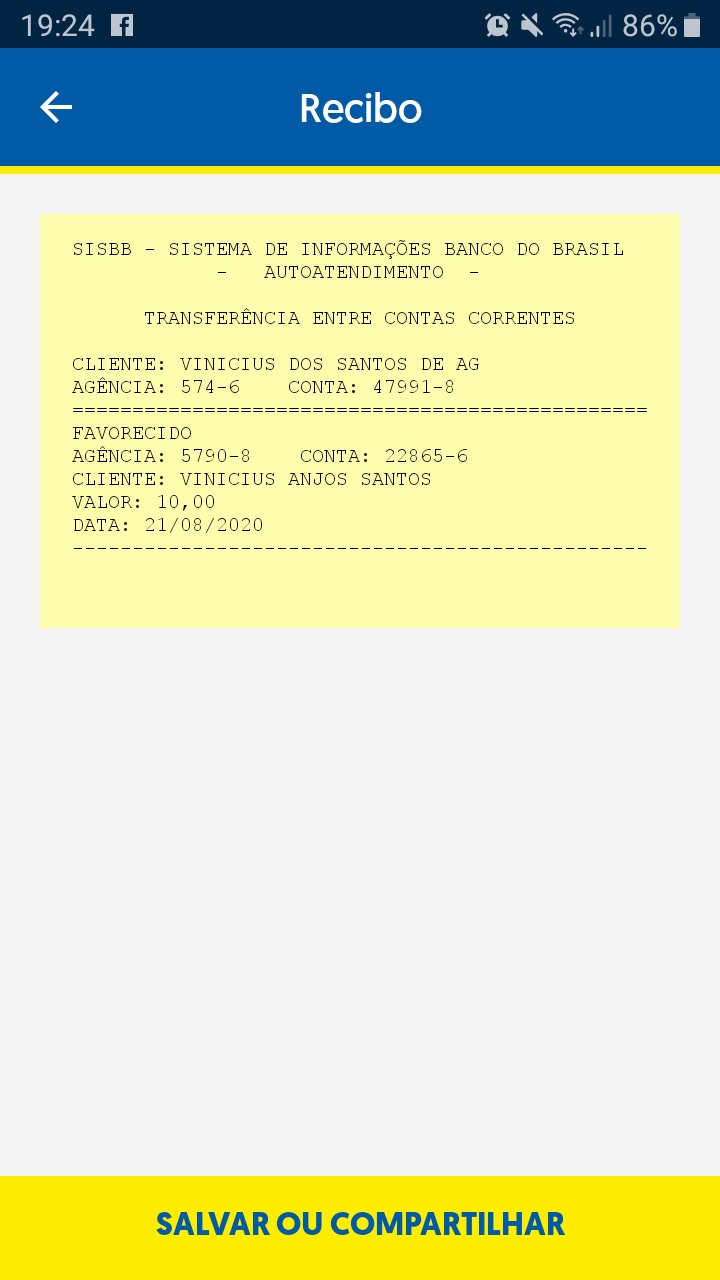 19:24 86%
Recibo
SISBB - SISTEMA DE INFORMAÇÕES BANCO DO BRASIL
- AUTOATENDIMENTO -
TRANSFERÊNCIA ENTRE CONTAS CORRENTES
CLIENTE: VINICIUS DOS SANTOS DE AG
AGÊNCIA: 574-6 CONTA: 47991-8
================================================
FAVORECIDO
AGÊNCIA: 5790-8 CONTA: 22865-6
CLIENTE: VINICIUS ANJOS SANTOS
VALOR: 10,00
DATA: 21/08/2020
------------------------------------------------
SALVAR OU COMPARTILHAR